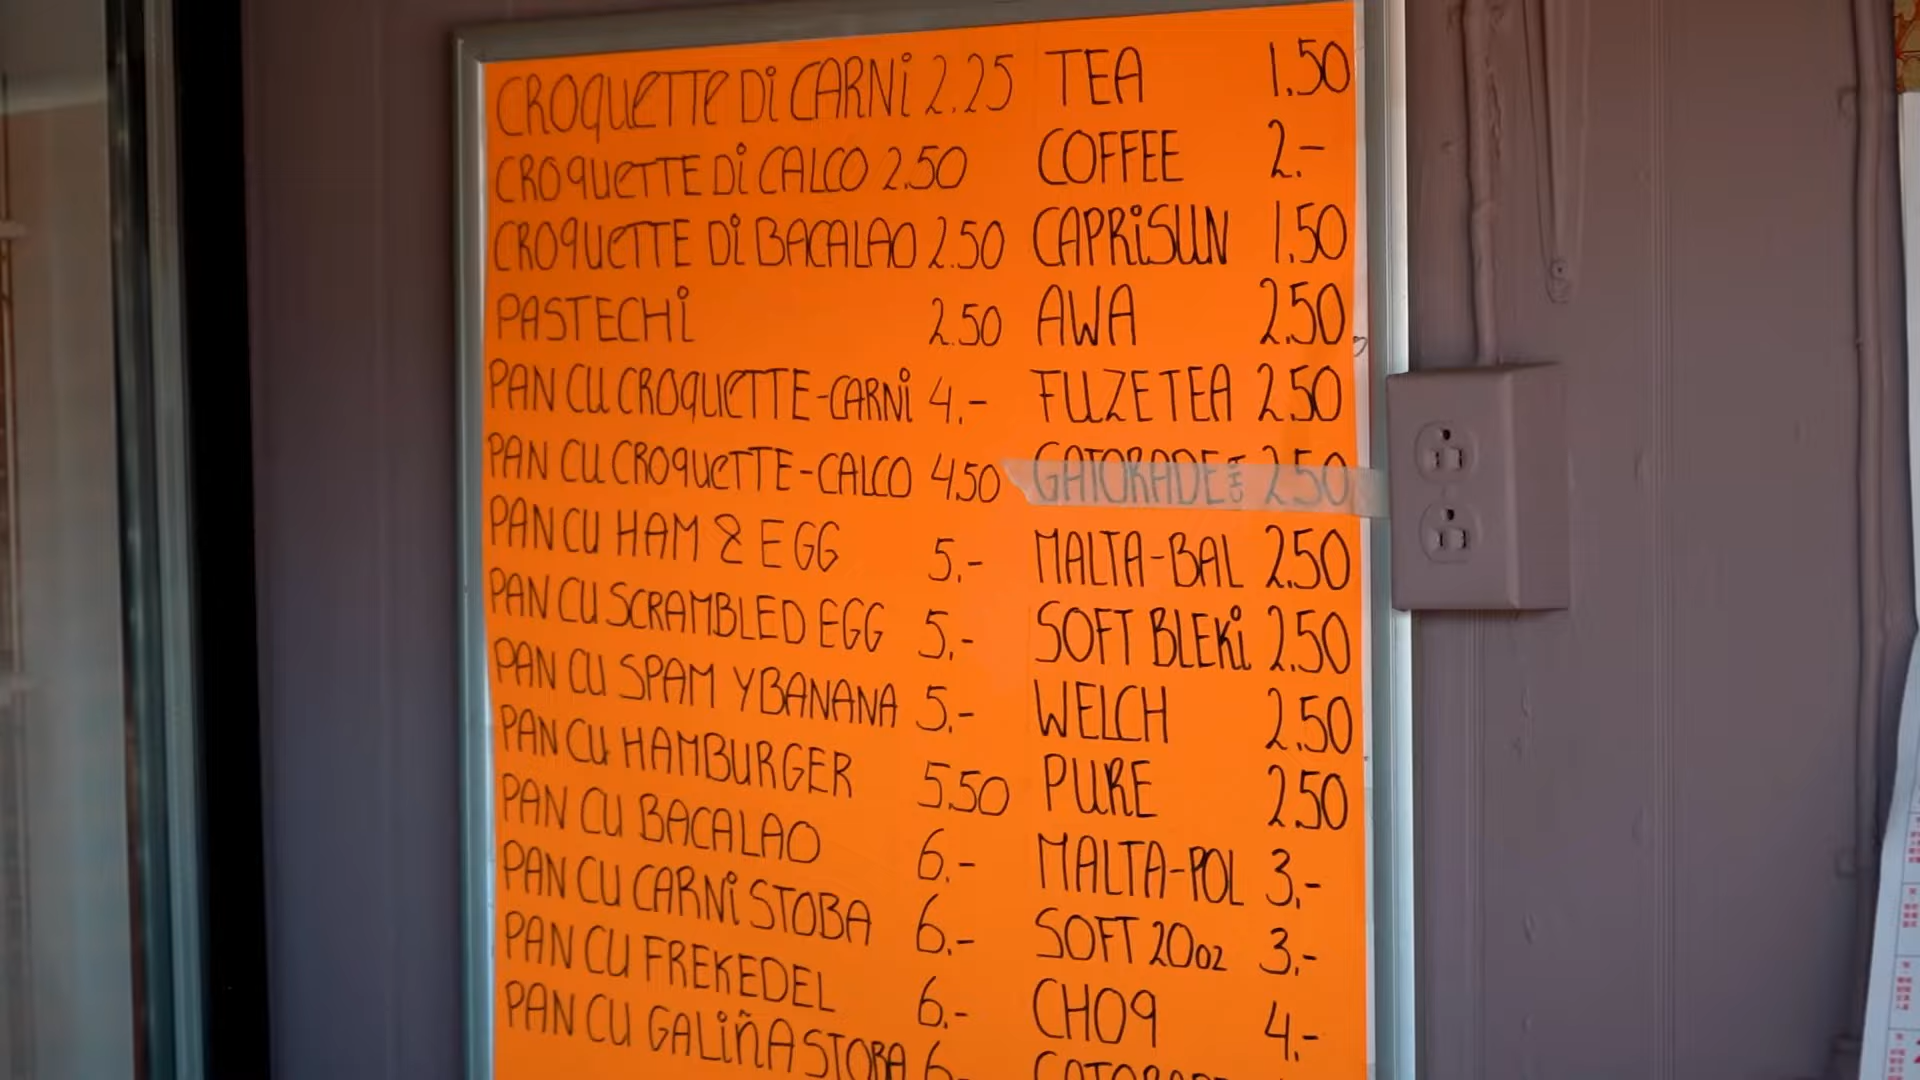 CROQUETTE Di CARNi 2.25
CROQUETTE Di CALCO 2.50
CROQUETTE Di BACALAO 2.50
PASTECHi 2.50
PAN CU CROQUETTE-CARNi 4.-
PAN CU CROQUETTE-CALCO 4.50
PAN CU HAM & EGG 5.-
PAN CU SCRAMBLED EGG 5.-
PAN CU SPAM Y BANANA 5.-
PAN CU HAMBURGER 5.50
PAN CU BACALAO 6.-
PAN CU CARNi STOBA 6.-
PAN CU FREKEDEL 6.-
PAN CU GALiÑA STOBA 6.-
TEA 1.50
COFFEE 2.-
CAPRiSUN 1.50
AWA 2.50
FUZE TEA 2.50
GATORADE CHi 2.50
MALTA-BAL 2.50
SOFT BLEKi 2.50
WELCH 2.50
PURE 2.50
MALTA-POL 3.-
SOFT 20oz 3.-
CHOQ 4.-
GATORADE